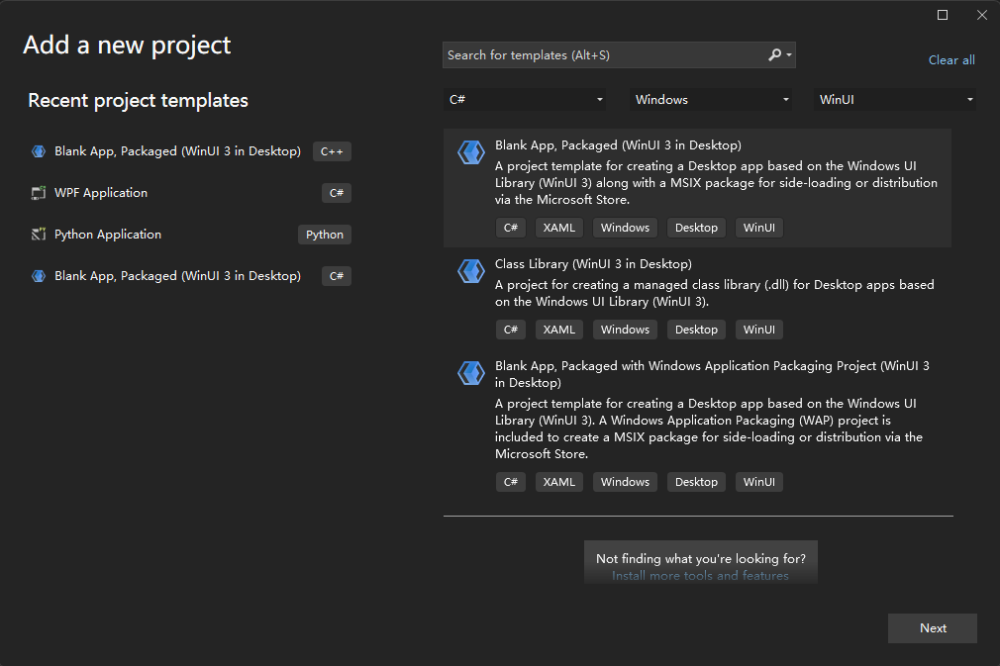 Add a new project
Search for templates (Alt+S)
Clear all
Recent project templates
C#
Windows
WinUI
Blank App, Packaged (WinUI 3 in Desktop)
C++
WPF Application
C#
Python Application
Python
Blank App, Packaged (WinUI 3 in Desktop)
C#
Blank App, Packaged (WinUI 3 in Desktop)
A project template for creating a Desktop app based on the Windows UI
Library (WinUI 3) along with a MSIX package for side-loading or distribution
via the Microsoft Store.
C# XAML Windows Desktop WinUI
Class Library (WinUI 3 in Desktop)
A project for creating a managed class library (.dll) for Desktop apps based
on the Windows UI Library (WinUI 3).
C# XAML Windows Desktop WinUI
Blank App, Packaged with Windows Application Packaging Project (WinUI 3
in Desktop)
A project template for creating a Desktop app based on the Windows UI
Library (WinUI 3). A Windows Application Packaging (WAP) project is
included to create a MSIX package for side-loading or distribution via the
Microsoft Store.
C# XAML Windows Desktop WinUI
Not finding what you're looking for?
Install more tools and features
Next